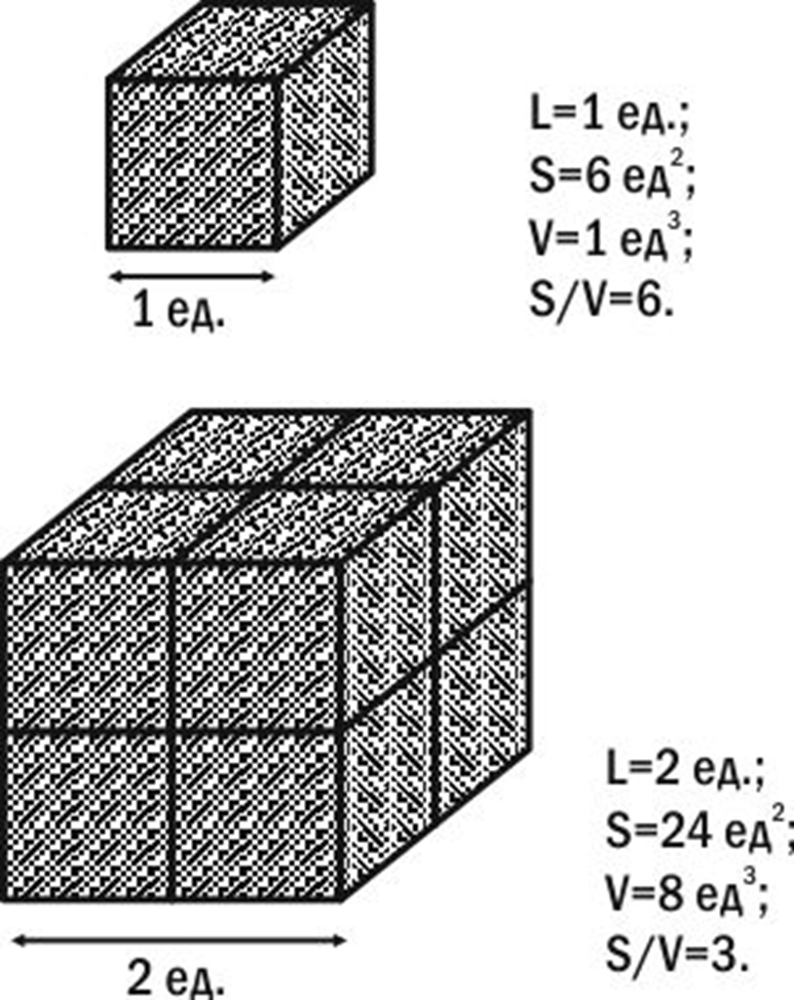 L=1 ед.;
S=6 ед²;
V=1 ед³;
S/V=6.
1 ед.
L=2 ед.;
S=24 ед²;
V=8 ед³;
S/V=3.
2 ед.